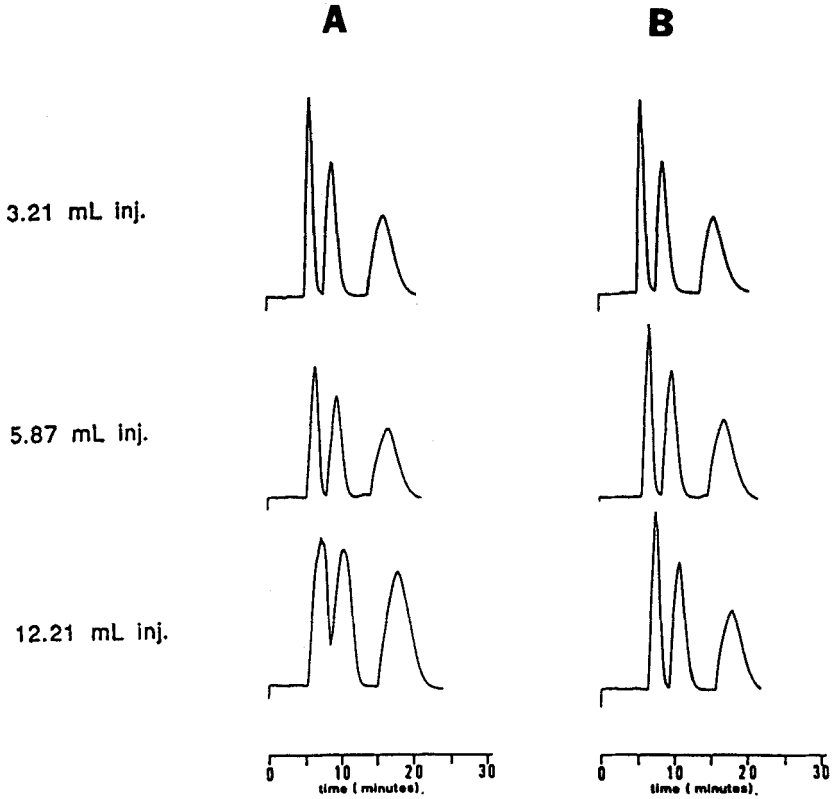 A B
3.21 mL inj.
5.87 mL inj.
12.21 mL inj.
0 10 20 30 0 10 20 30
time ( minutes). time ( minutes).